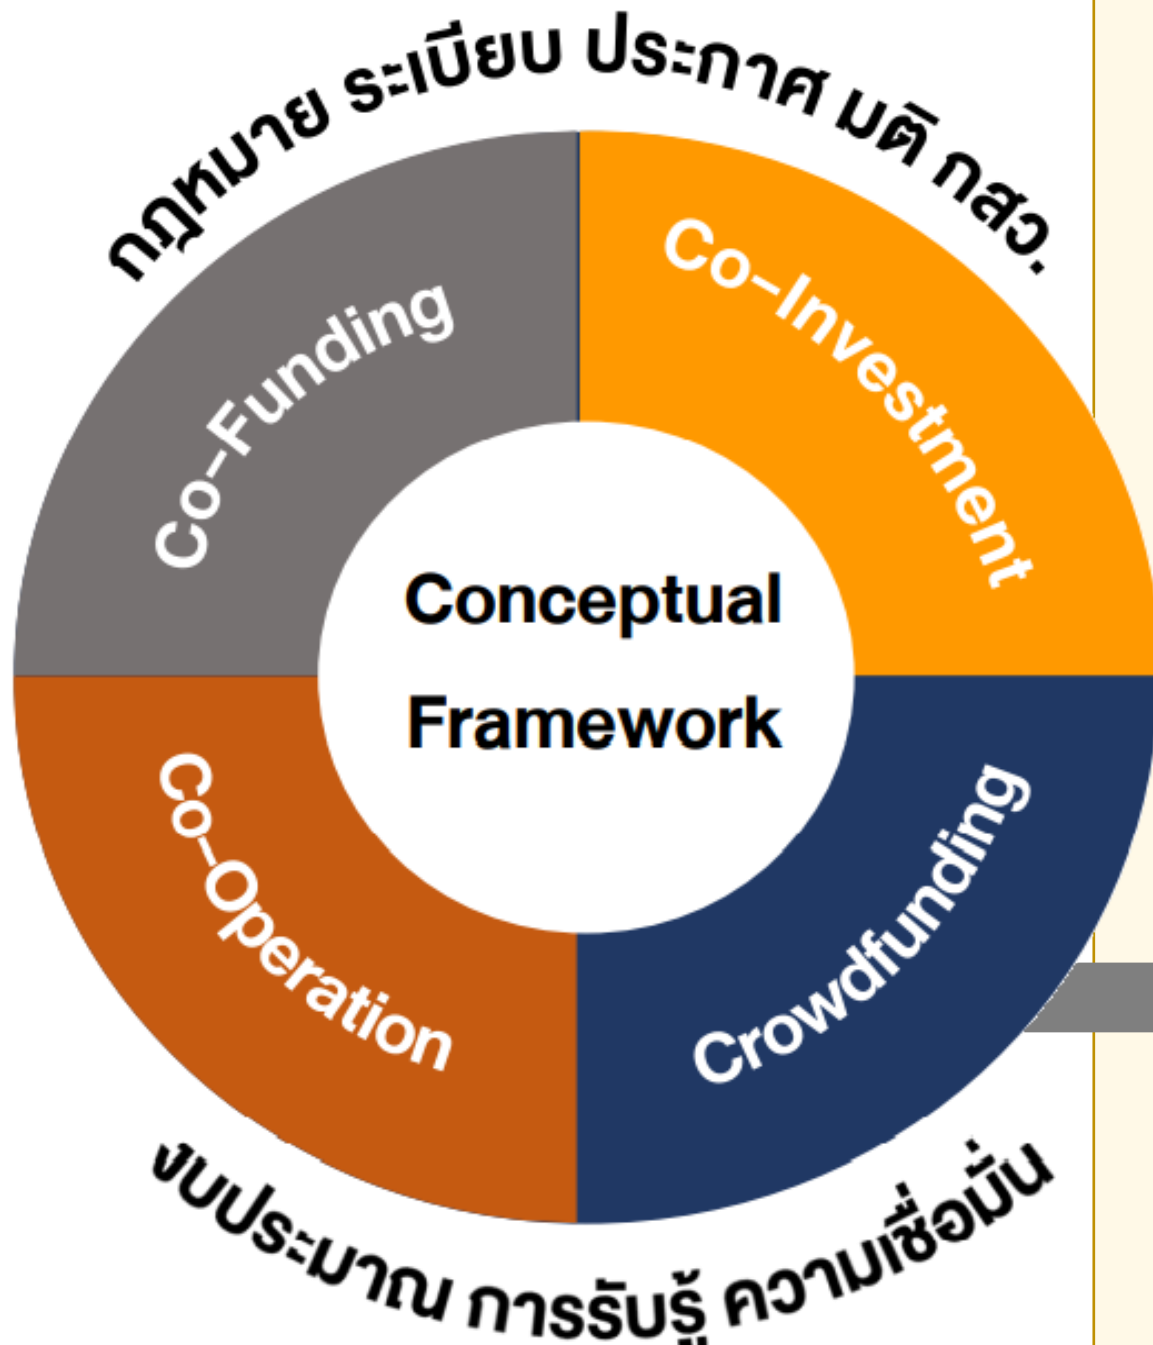 กฎหมาย ระเบียบ ประกาศ มติ กสว.
Co-Funding
Co-Investment
Conceptual
Framework
Co-Operation
Crowdfunding
งบประมาณ การรับรู้ ความเชื่อมั่น